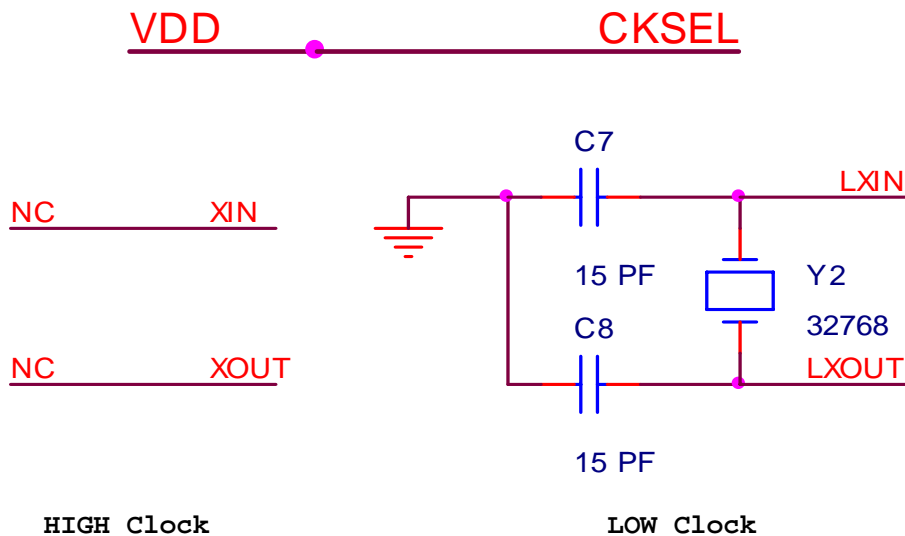 VDD CKSEL
C7
NC XIN LXIN
15 PF Y2
C8 32768
NC XOUT LXOUT
15 PF
HIGH Clock LOW Clock